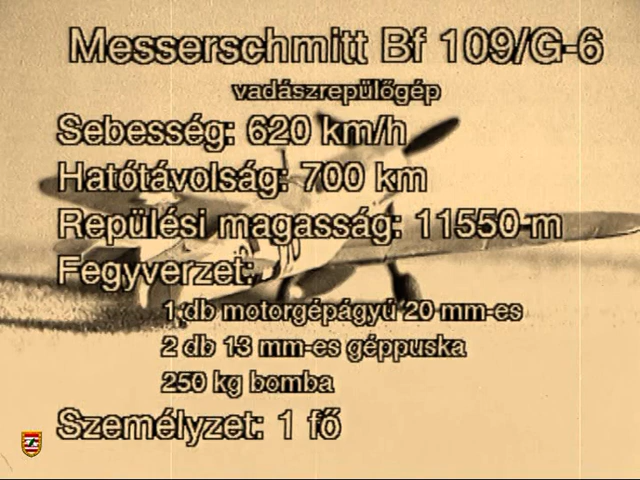 Messerschmitt Bf 109/G-6
vadászrepülőgép
Sebesség: 620 km/h
Hatótávolság: 700 km
Repülési magasság: 11550 m
Fegyverzet:
1 db motorgépágyú 20 mm-es
2 db 13 mm-es géppuska
250 kg bomba
Személyzet: 1 fő